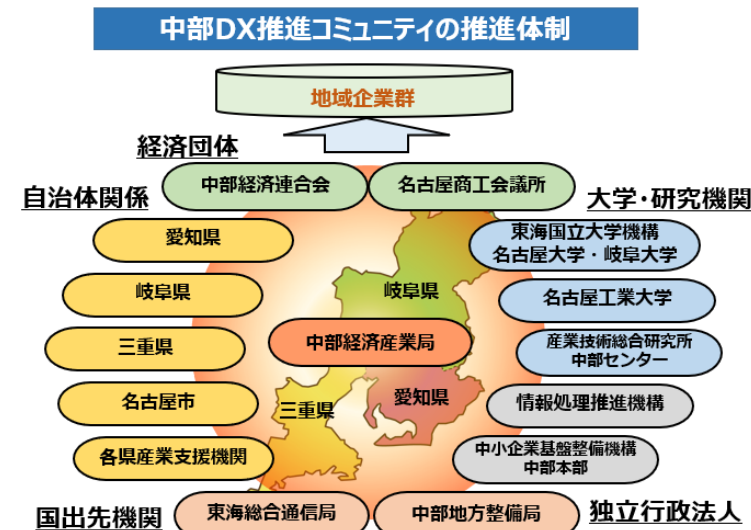 中部DX推進コミュニティの推進体制
地域企業群
経済団体
中部経済連合会
名古屋商工会議所
自治体関係
大学・研究機関
愛知県
東海国立大学機構
名古屋大学・岐阜大学
岐阜県
岐阜県
名古屋工業大学
中部経済産業局
三重県
産業技術総合研究所
中部センター
名古屋市
三重県
愛知県
情報処理推進機構
各県産業支援機関
中小企業基盤整備機構
中部本部
国出先機関
東海総合通信局
中部地方整備局
独立行政法人